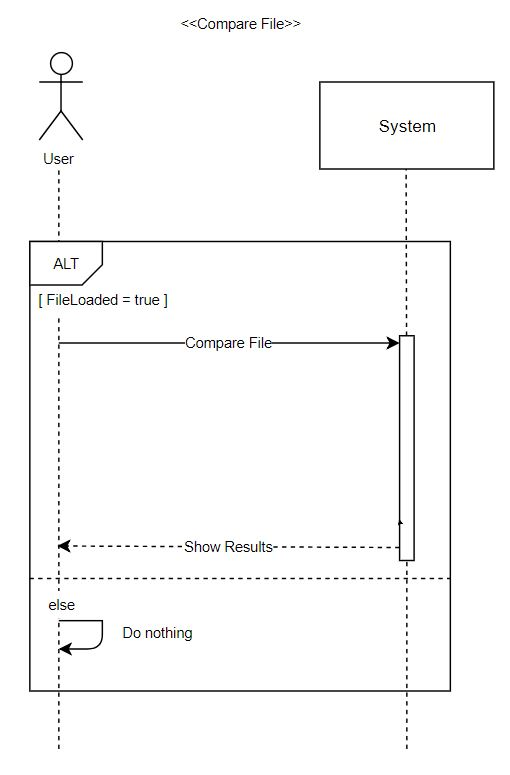 <<Compare File>>
System
User
ALT
[ FileLoaded = true ]
Compare File
Show Results
else
Do nothing